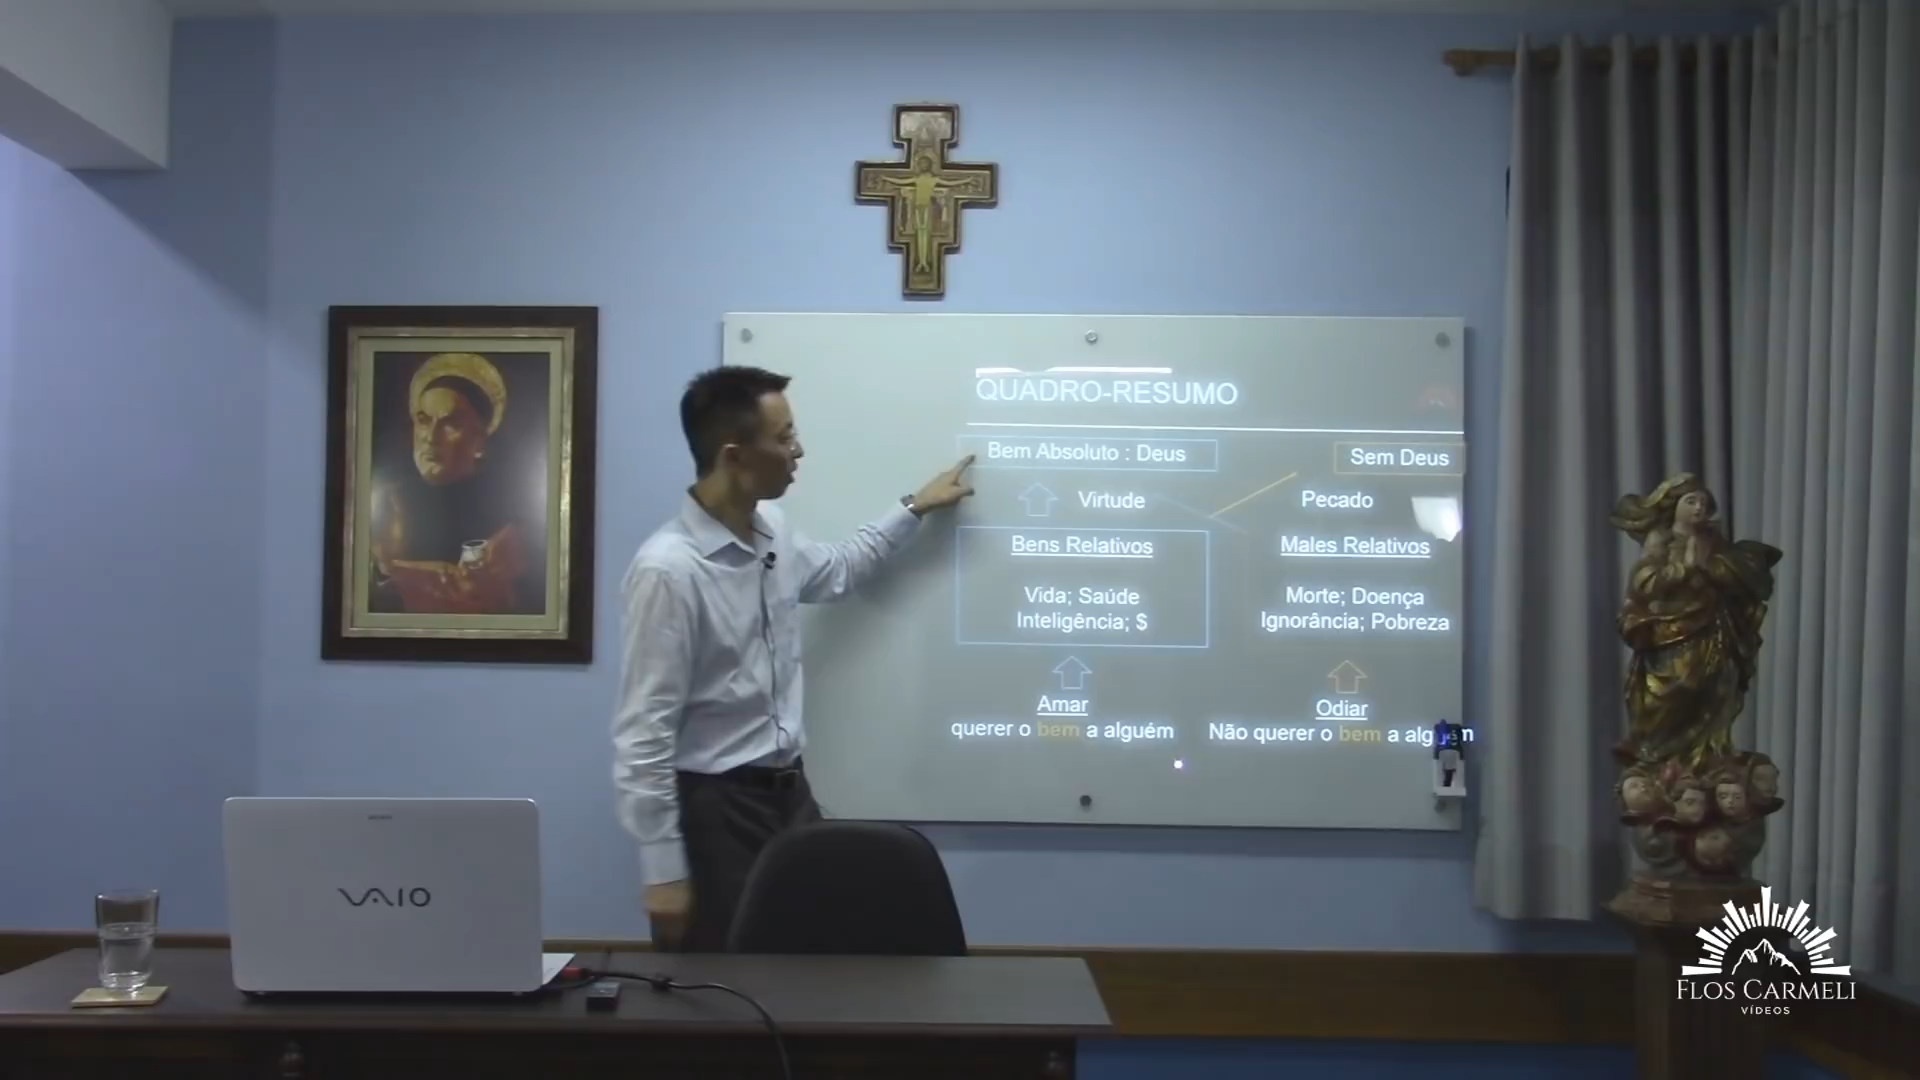 QUADRO-RESUMO
Bem Absoluto : Deus
Sem Deus
Virtude
Pecado
Bens Relativos
Males Relativos
Vida; Saúde
Inteligência; $
Morte; Doença
Ignorância; Pobreza
Amar
querer o bem a alguém
Odiar
Não querer o bem a alguém
VAIO
FLOS CARMELI
VÍDEOS